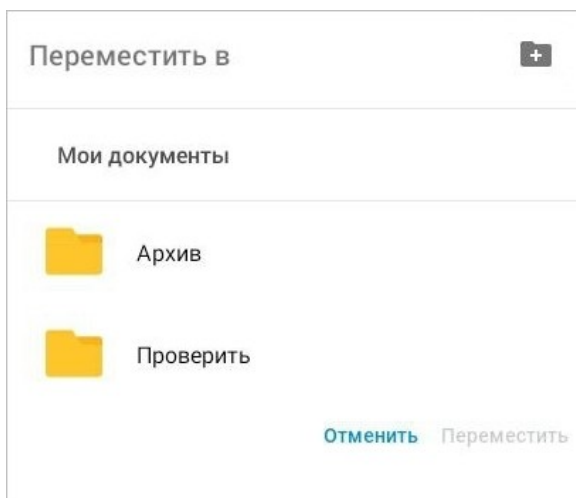 Переместить в
Мои документы
Архив
Проверить
Отменить Переместить